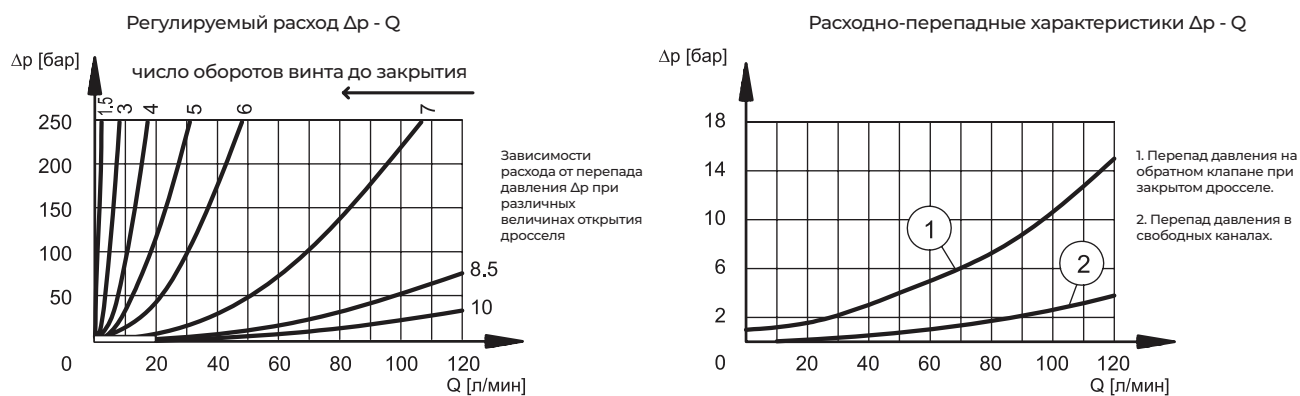 Регулируемый расход Δp - Q
Δp [бар]
число оборотов винта до закрытия
1.5 3 4 5 6 7
250
200
150
100
50
0 20 40 60 80 100 120
Q [л/мин]
8.5
10
Зависимости
расхода от перепада
давления Δp при
различных
величинах открытия
дросселя
Расходно-перепадные характеристики Δp - Q
Δp [бар]
18
14
10
6
2
0 20 40 60 80 100 120
Q [л/мин]
1
2
1. Перепад давления на
обратном клапане при
закрытом дросселе.
2. Перепад давления в
свободных каналах.